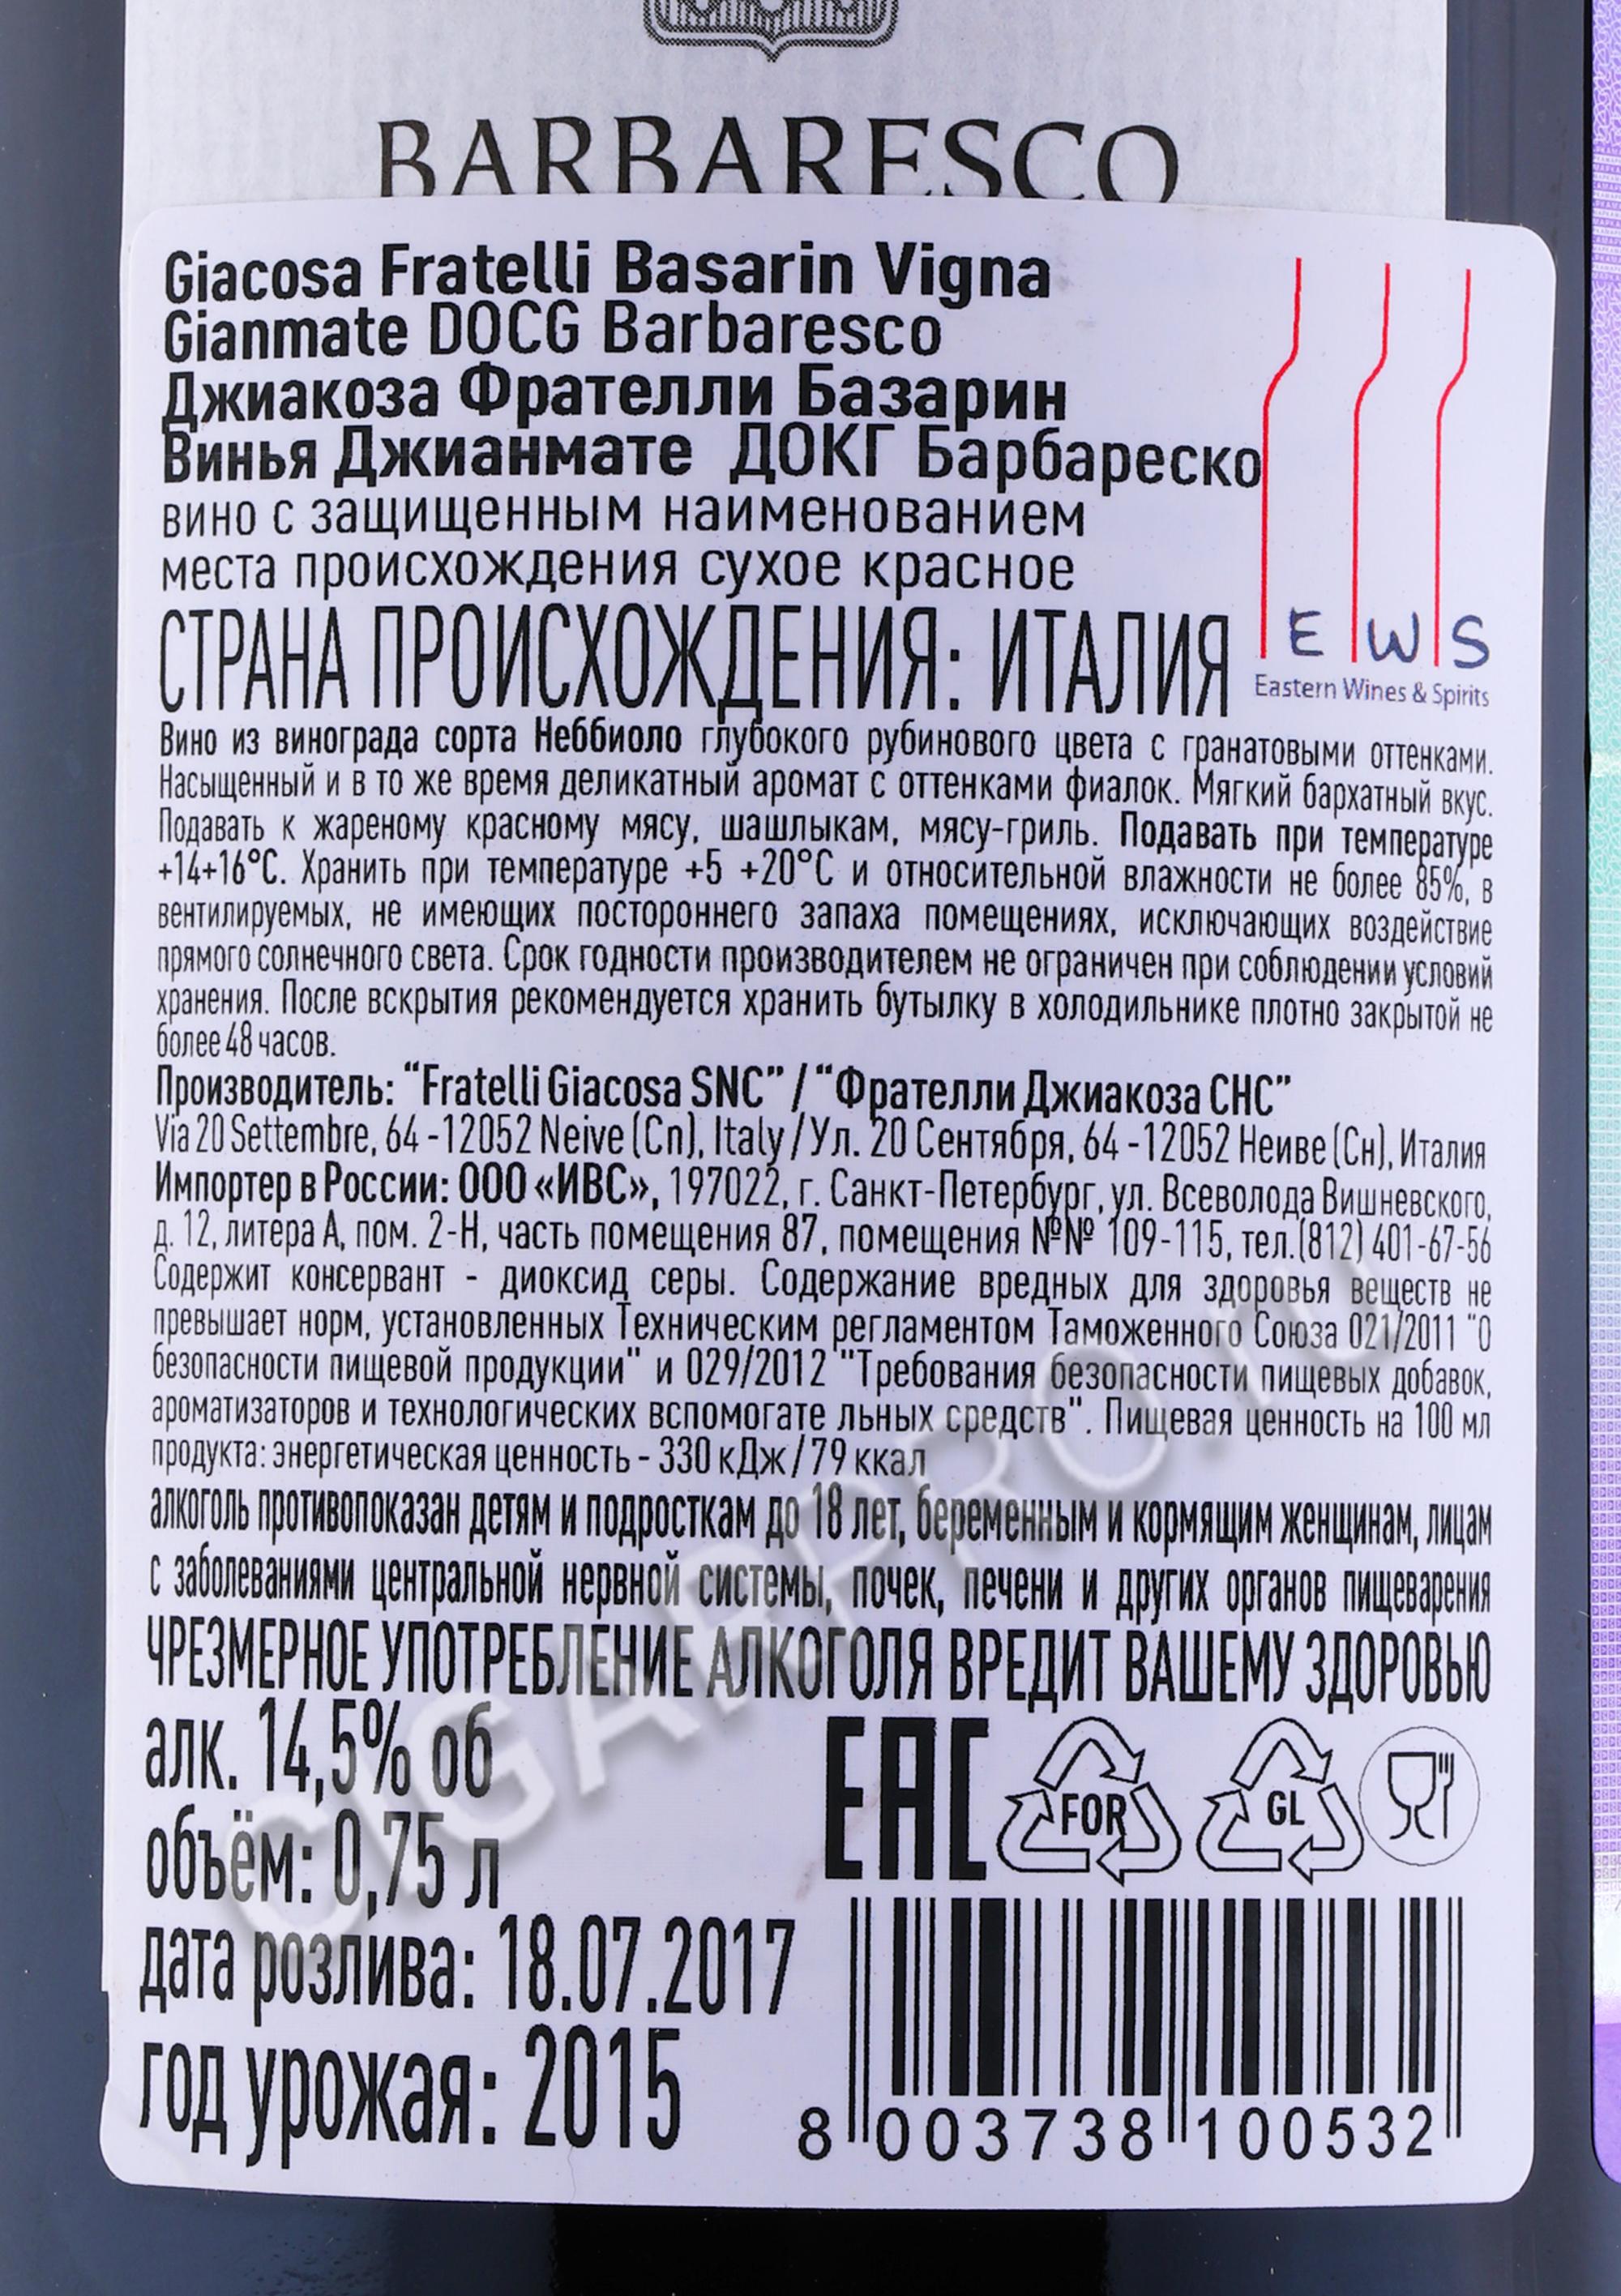 BARBARESCO
Giacosa Fratelli Basarin Vigna
Gianmate DOCG Barbaresco
Джиакоза Фрателли Базарин
Винья Джианмате ДОКГ Барбареско
вино с защищенным наименованием
места происхождения сухое красное
СТРАНА ПРОИСХОЖДЕНИЯ: ИТАЛИЯ
E W S
Eastern Wines & Spirits
Вино из винограда сорта Неббиоло глубокого рубинового цвета с гранатовыми оттенками.
Насыщенный и в то же время деликатный аромат с оттенками фиалок. Мягкий бархатный вкус.
Подавать к жареному красному мясу, шашлыкам, мясу-гриль. Подавать при температуре
+14+16°С. Хранить при температуре +5 +20°С и относительной влажности не более 85%, в
вентилируемых, не имеющих постороннего запаха помещениях, исключающих воздействие
прямого солнечного света. Срок годности производителем не ограничен при соблюдении условий
хранения. После вскрытия рекомендуется хранить бутылку в холодильнике плотно закрытой не
более 48 часов.
Производитель: “Fratelli Giacosa SNC” / “Фрателли Джиакоза СНС”
Via 20 Settembre, 64 -12052 Neive (Cn), Italy / Ул. 20 Сентября, 64 -12052 Неиве (Сн), Италия
Импортер в России: ООО «ИВС», 197022, г. Санкт-Петербург, ул. Всеволода Вишневского,
д. 12, литера А, пом. 2-Н, часть помещения 87, помещения №№ 109-115, тел.(812) 401-67-56
Содержит консервант - диоксид серы. Содержание вредных для здоровья веществ не
превышает норм, установленных Техническим регламентом Таможенного Союза 021/2011 "О
безопасности пищевой продукции" и 029/2012 "Требования безопасности пищевых добавок,
ароматизаторов и технологических вспомогате льных средств". Пищевая ценность на 100 мл
продукта: энергетическая ценность - 330 кДж / 79 ккал
алкоголь противопоказан детям и подросткам до 18 лет, беременным и кормящим женщинам, лицам
с заболеваниями центральной нервной системы, почек, печени и других органов пищеварения
ЧРЕЗМЕРНОЕ УПОТРЕБЛЕНИЕ АЛКОГОЛЯ ВРЕДИТ ВАШЕМУ ЗДОРОВЬЮ
алк. 14,5% об
объём: 0,75 л
дата розлива: 18.07.2017
год урожая: 2015
EAC
FOR
GL
8 003738 100532
CIGARPRO.ru